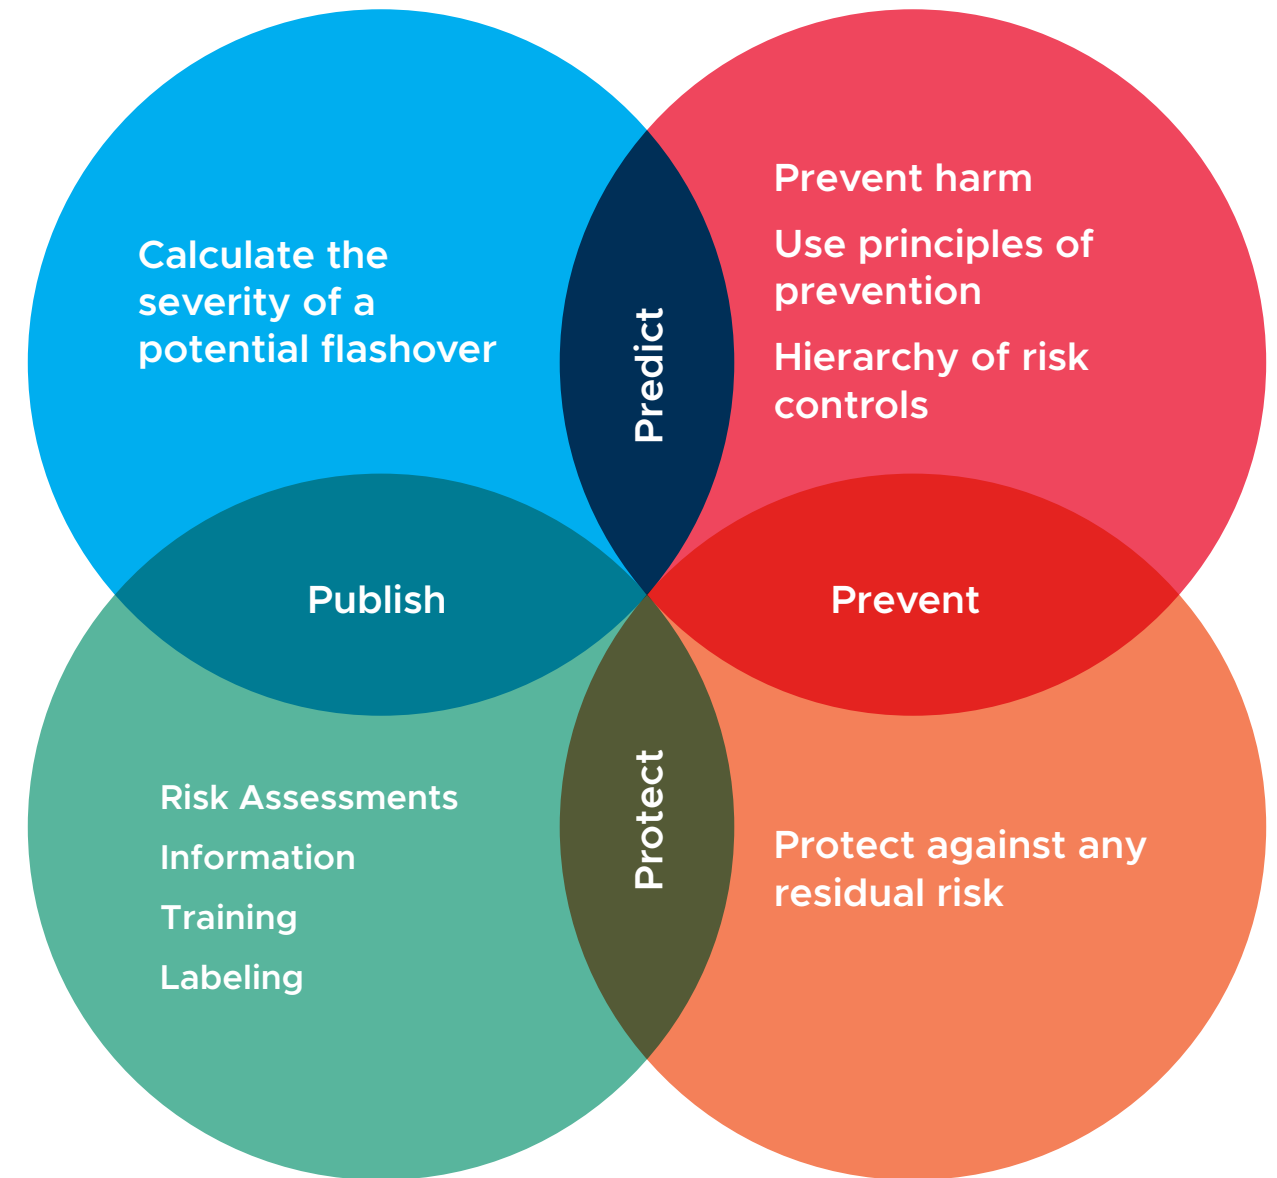 Calculate the
severity of a
potential flashover
Predict
Prevent harm
Use principles of
prevention
Hierarchy of risk
controls
Publish
Prevent
Risk Assessments
Information
Training
Labeling
Protect
Protect against any
residual risk